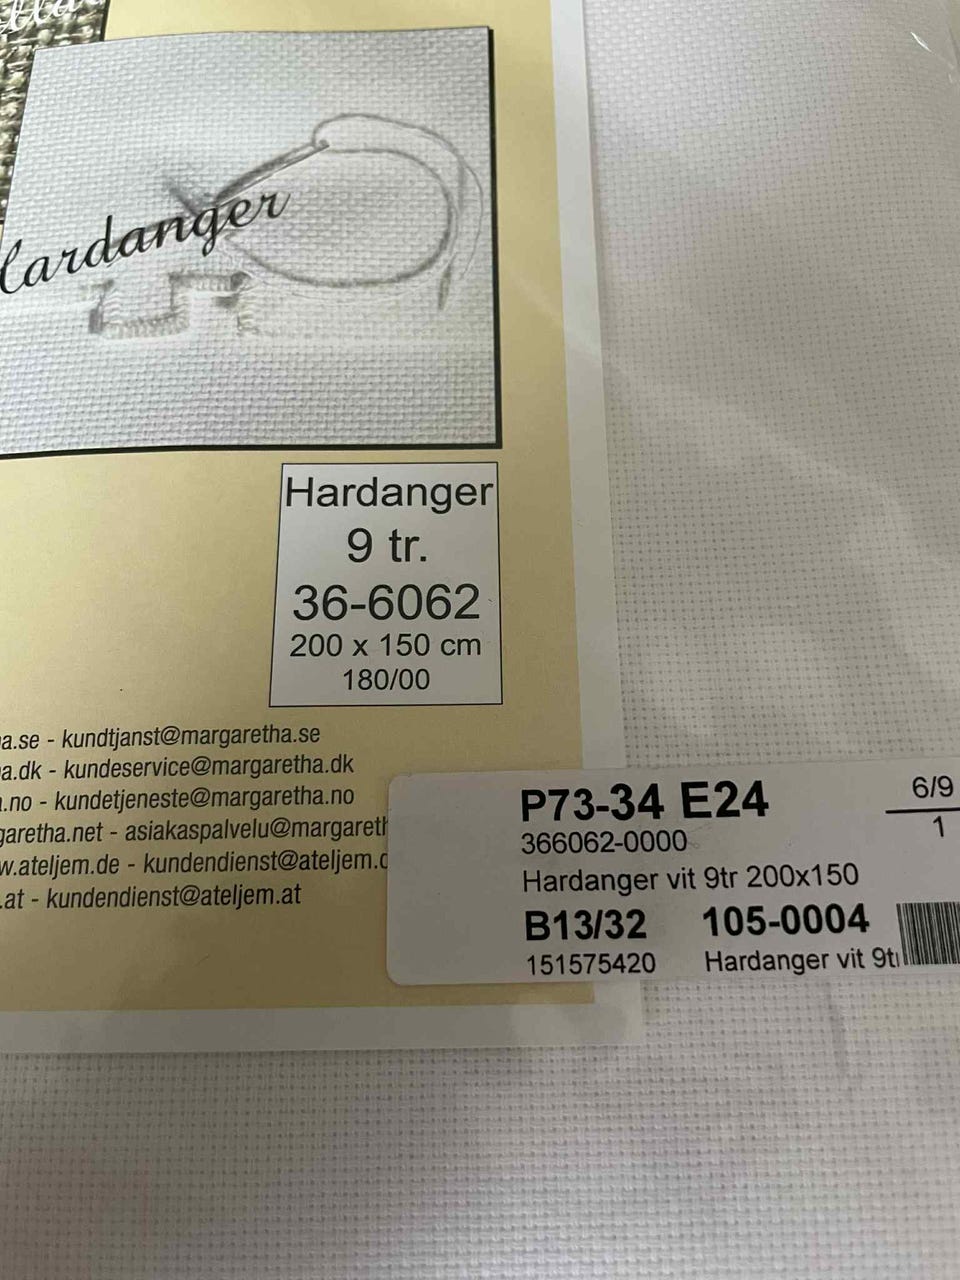 Hardanger
Hardanger
9 tr.
36-6062
200 x 150 cm
180/00
a.se - kundtjanst@margaretha.se
a.dk - kundeservice@margaretha.dk
.no - kundetjeneste@margaretha.no
garetha.net - asiakaspalvelu@margareth
w.ateljem.de - kundendienst@ateljem.d
.at - kundendienst@ateljem.at
P73-34 E24
6/9
1
366062-0000
Hardanger vit 9tr 200x150
B13/32 105-0004
151575420 Hardanger vit 9t